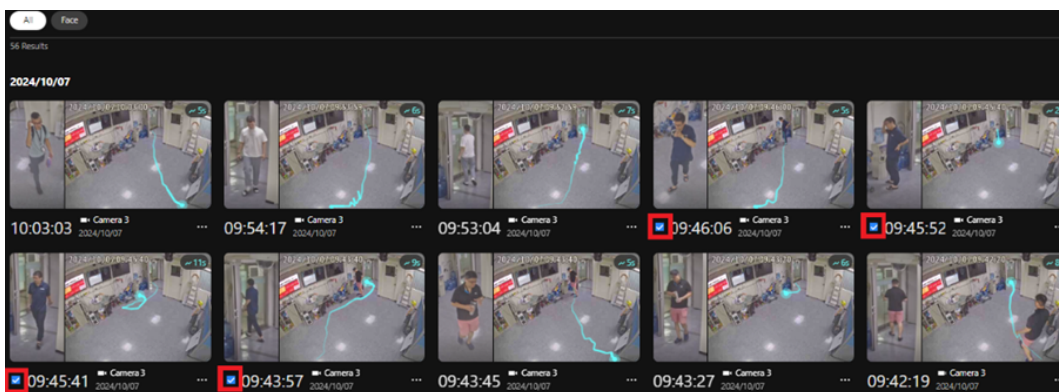 All Face
56 Results
2024/10/07
5s 6s 7s 5s
10:03:03 Camera 3 2024/10/07 ...
09:54:17 Camera 3 2024/10/07 ...
09:53:04 Camera 3 2024/10/07 ...
09:46:06 Camera 3 2024/10/07 ...
09:45:52 Camera 3 2024/10/07
11s 9s 5s 6s 8
09:45:41 Camera 3 2024/10/07 ...
09:43:57 Camera 3 2024/10/07 ...
09:43:45 Camera 3 2024/10/07 ...
09:43:27 Camera 3 2024/10/07 ...
09:42:19 Camera 3 2024/10/07